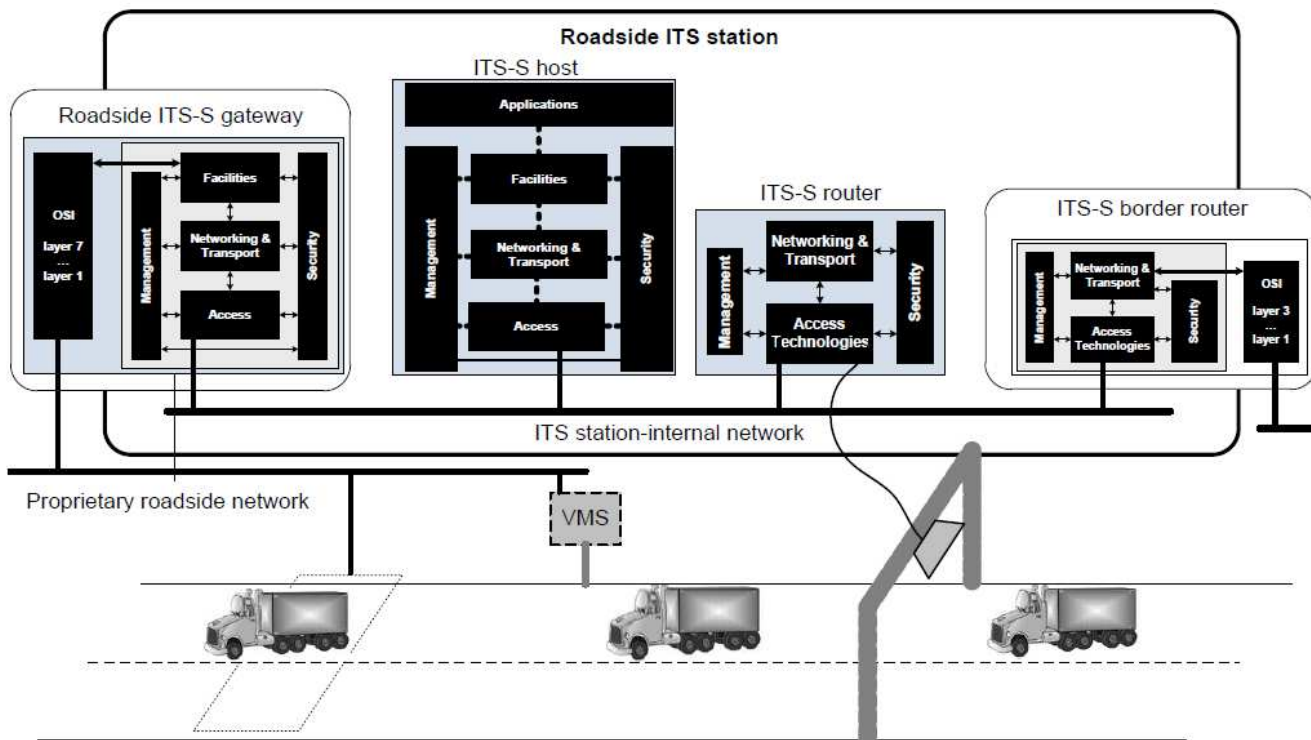 Roadside ITS station
ITS-S host
Applications
Management
Facilities
Networking &
Transport
Access
Security
Roadside ITS-S gateway
OSI
layer 7
...
layer 1
Management
Facilities
Networking &
Transport
Access
Security
ITS-S router
Management
Networking &
Transport
Access
Technologies
Security
ITS-S border router
Management
Networking &
Transport
Access
Technologies
Security
OSI
layer 3
...
layer 1
ITS station-internal network
Proprietary roadside network
VMS